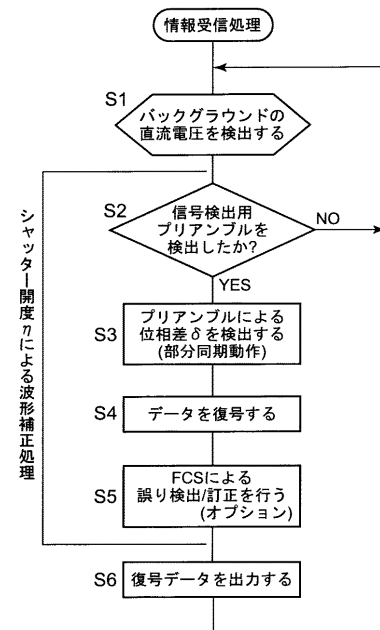 情報受信処理
S1
バックグラウンドの
直流電圧を検出する
S2
信号検出用
プリアンブルを
検出したか?
NO
YES
シャッター開度ηによる波形補正処理
S3
プリアンブルによる
位相差δを検出する
(部分同期動作)
S4
データを復号する
S5
FCSによる
誤り検出/訂正を行う
(オプション)
S6
復号データを出力する